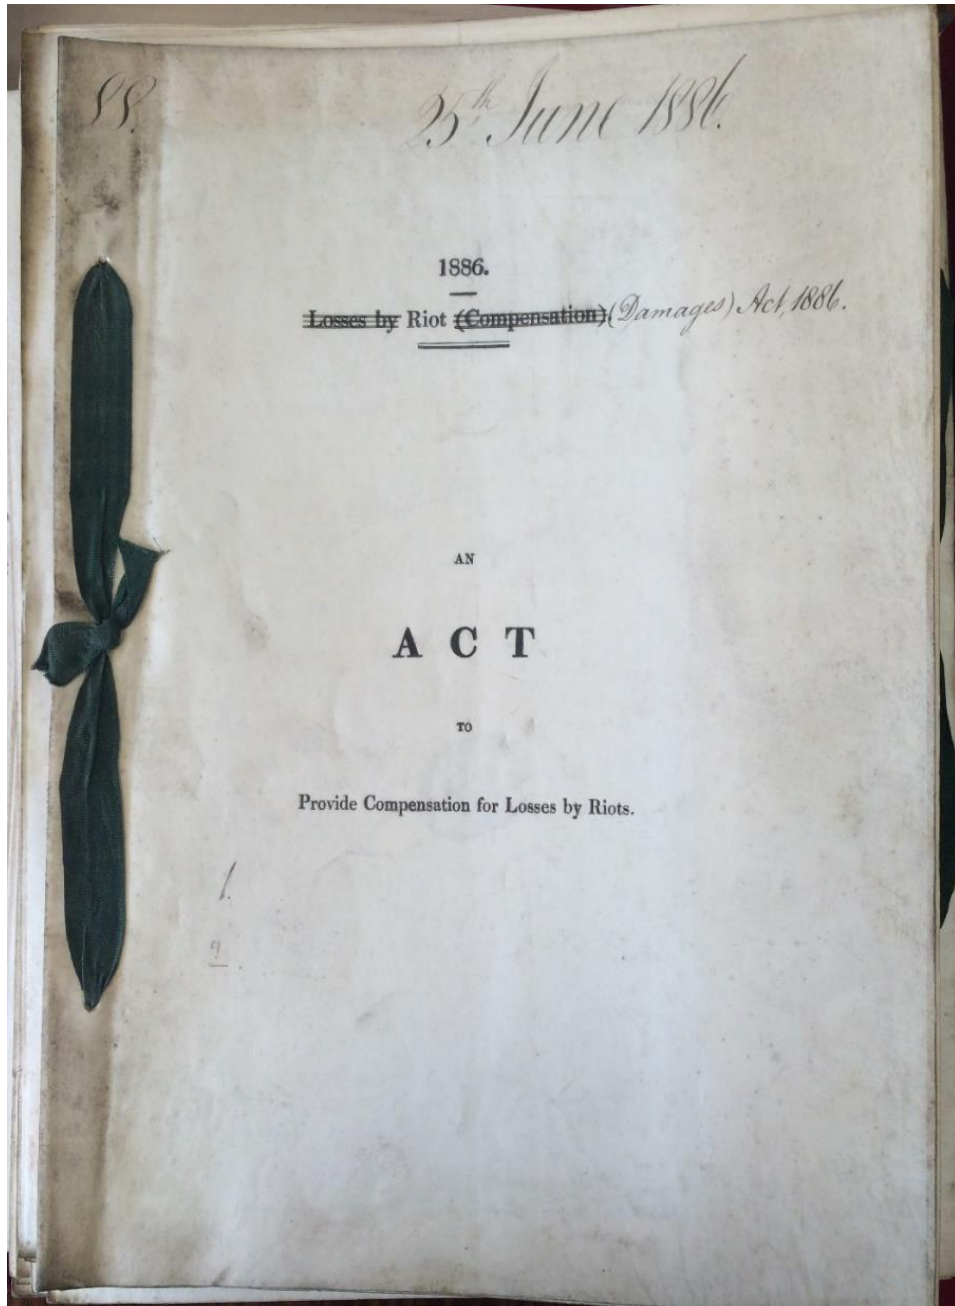 88.
25th June 1886.
1886.
Losses by Riot (Compensation) (Damages) Act, 1886.
AN
ACT
TO
Provide Compensation for Losses by Riots.
1.